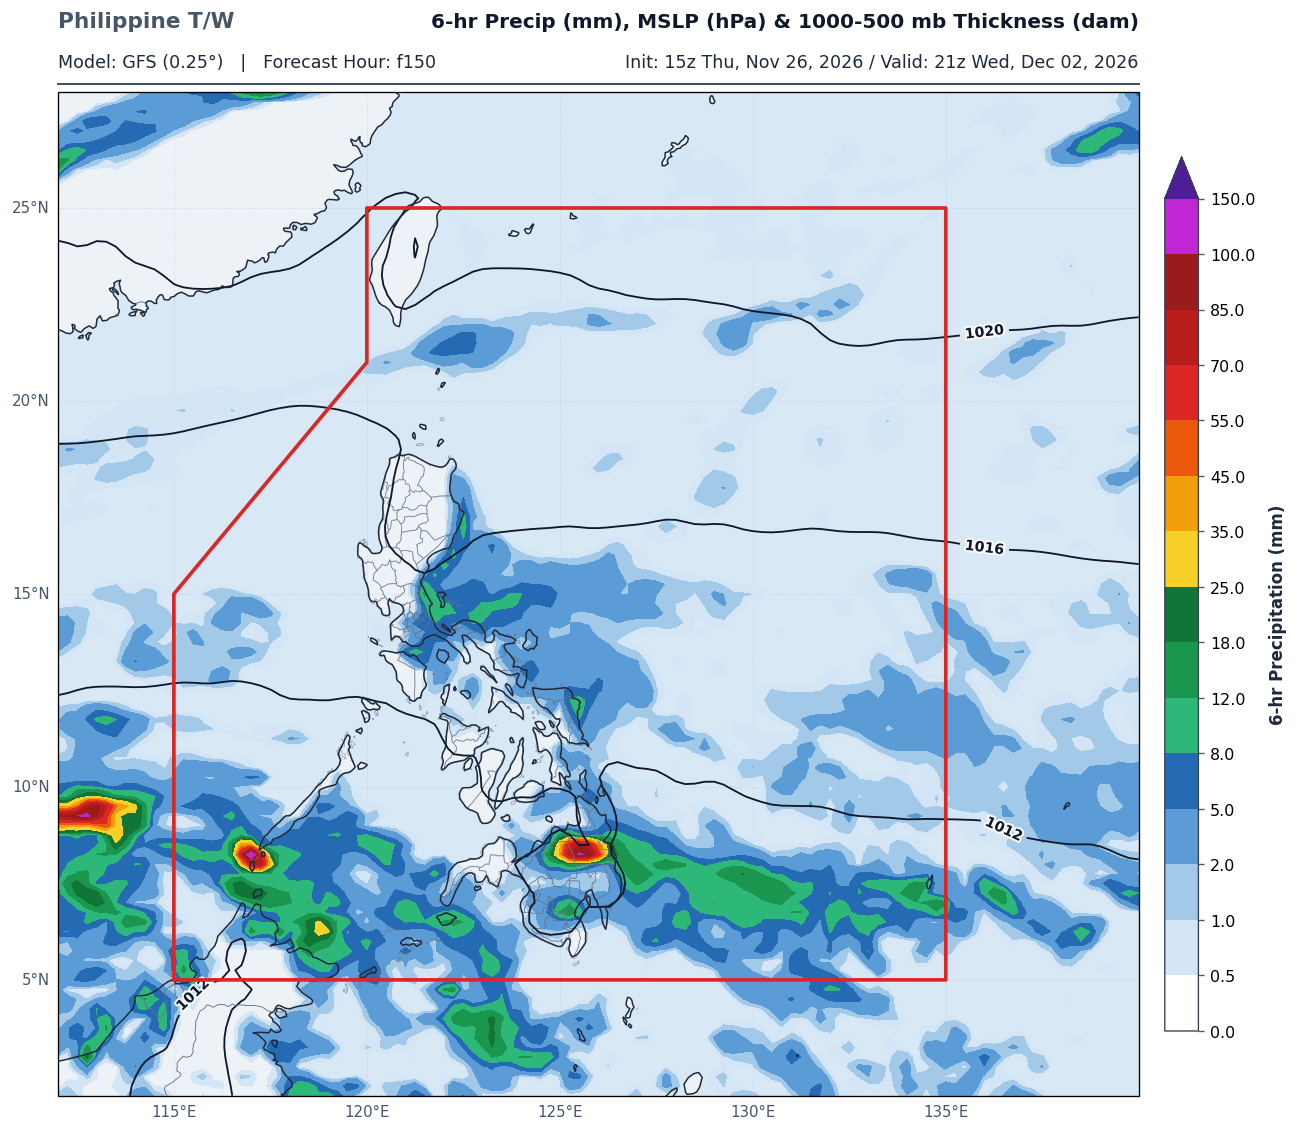 Philippine T/W
6-hr Precip (mm), MSLP (hPa) & 1000-500 mb Thickness (dam)
Model: GFS (0.25°) | Forecast Hour: f150
Init: 15z Thu, Nov 26, 2026 / Valid: 21z Wed, Dec 02, 2026
25°N
20°N
15°N
10°N
5°N
115°E
120°E
125°E
130°E
135°E
1020
1016
1012
1012
150.0
100.0
85.0
70.0
55.0
45.0
35.0
25.0
18.0
12.0
8.0
5.0
2.0
1.0
0.5
0.0
6-hr Precipitation (mm)